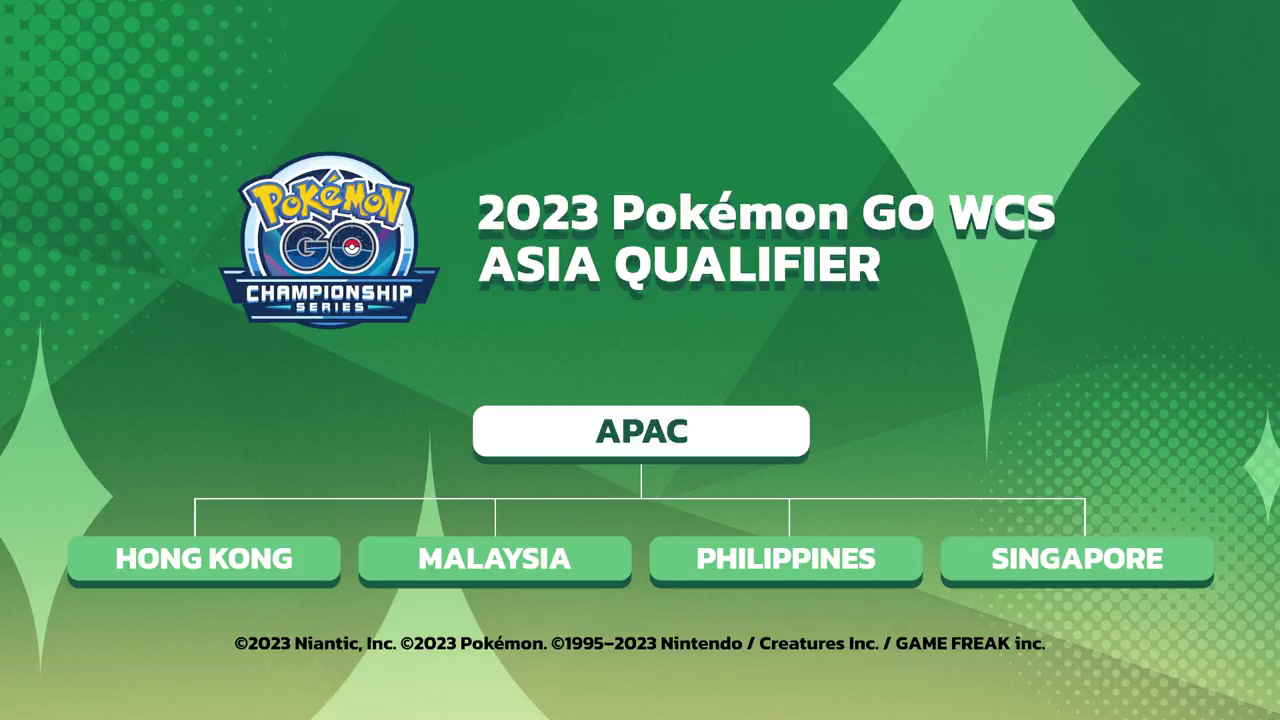 Pokémon
GO
CHAMPIONSHIP
SERIES
2023 Pokémon GO WCS
ASIA QUALIFIER
APAC
HONG KONG
MALAYSIA
PHILIPPINES
SINGAPORE
©2023 Niantic, Inc. ©2023 Pokémon. ©1995–2023 Nintendo / Creatures Inc. / GAME FREAK inc.